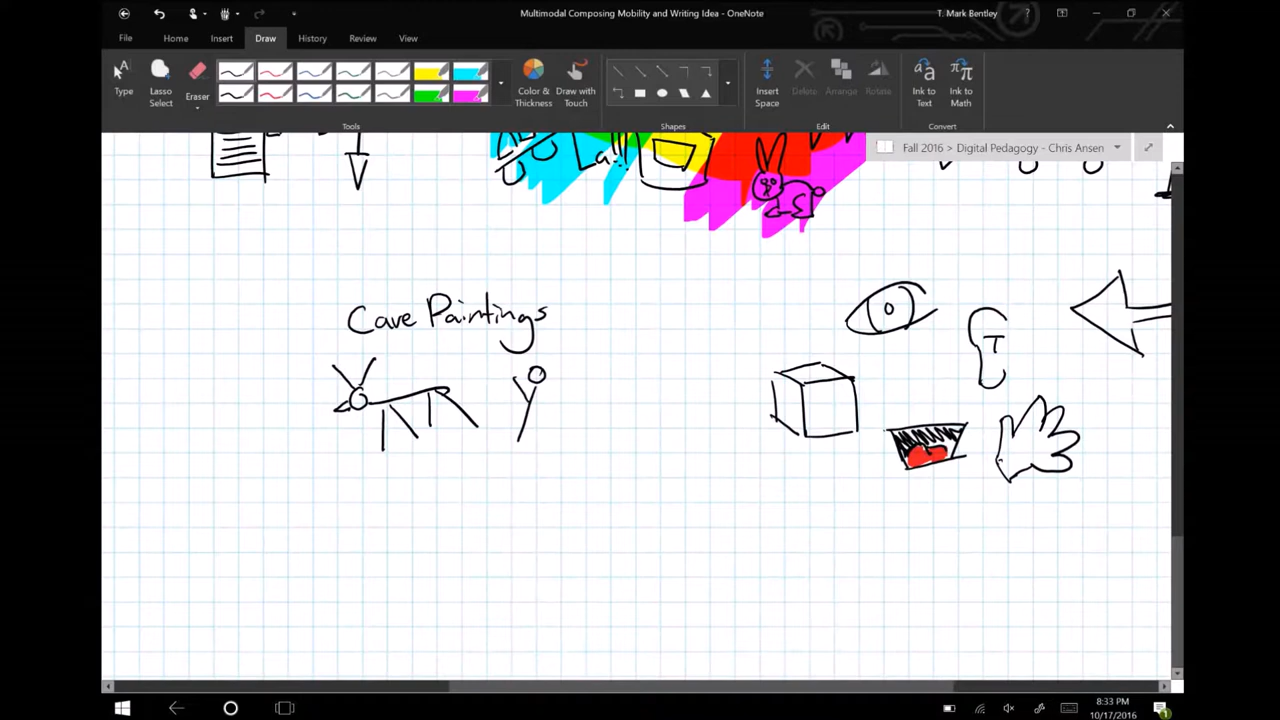 Multimodal Composing Mobility and Writing Idea - OneNote
T. Mark Bentley
?
File
Home
Insert
Draw
History
Review
View
Type
Lasso Select
Eraser
Color & Thickness
Draw with Touch
Insert Space
Delete
Arrange
Rotate
Ink to Text
Ink to Math
Tools
Shapes
Edit
Convert
Fall 2016 > Digital Pedagogy - Chris Ansen
a!!!
Cave Paintings
8:33 PM
10/17/2016